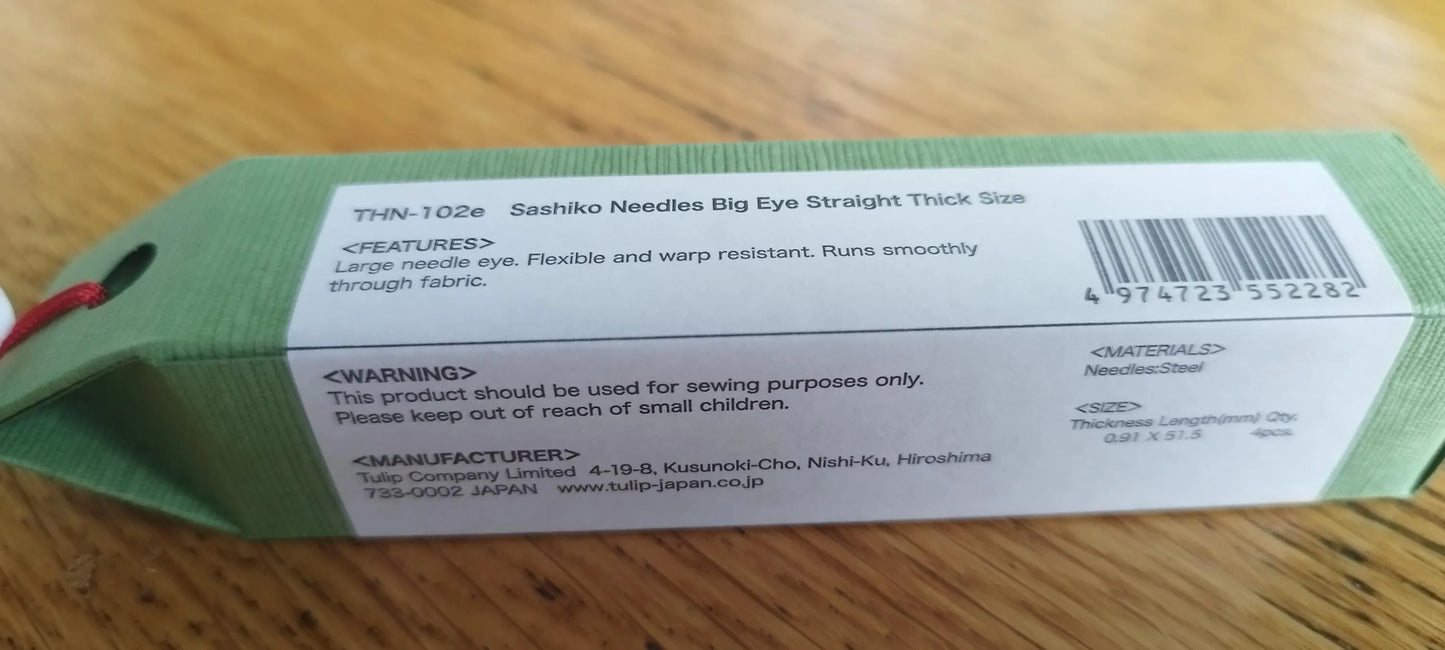 THN-102e Sashiko Needles Big Eye Straight Thick Size
<FEATURES>
Large needle eye. Flexible and warp resistant. Runs smoothly
through fabric.
4 974723 552282
<WARNING>
This product should be used for sewing purposes only.
Please keep out of reach of small children.
<MANUFACTURER>
Tulip Company Limited 4-19-8, Kusunoki-Cho, Nishi-Ku, Hiroshima
733-0002 JAPAN www.tulip-japan.co.jp
<MATERIALS>
Needles:Steel
<SIZE>
Thickness Length(mm) Qty.
0.91 X 51.5 4pcs.